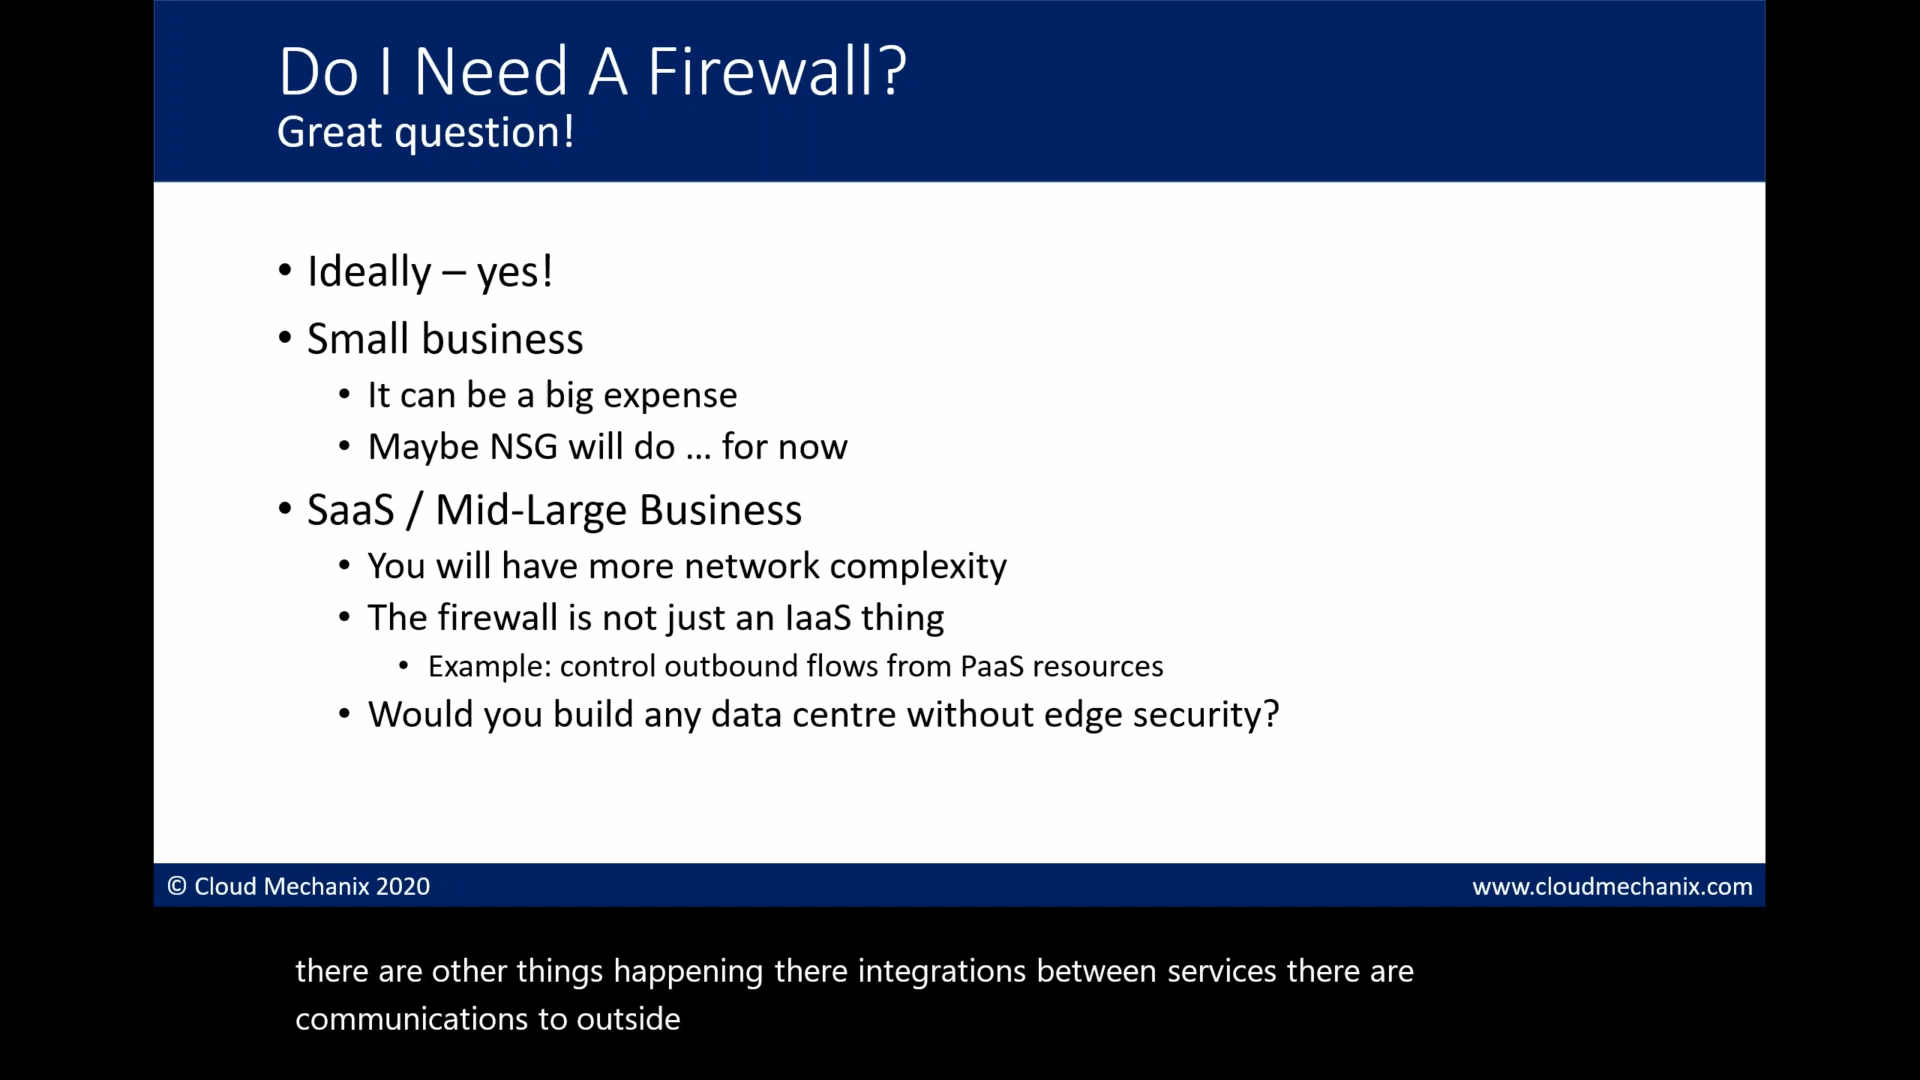 Do I Need A Firewall?
Great question!
• Ideally – yes!
• Small business
• It can be a big expense
• Maybe NSG will do … for now
• SaaS / Mid-Large Business
• You will have more network complexity
• The firewall is not just an IaaS thing
• Example: control outbound flows from PaaS resources
• Would you build any data centre without edge security?
© Cloud Mechanix 2020
www.cloudmechanix.com
there are other things happening there integrations between services there are
communications to outside